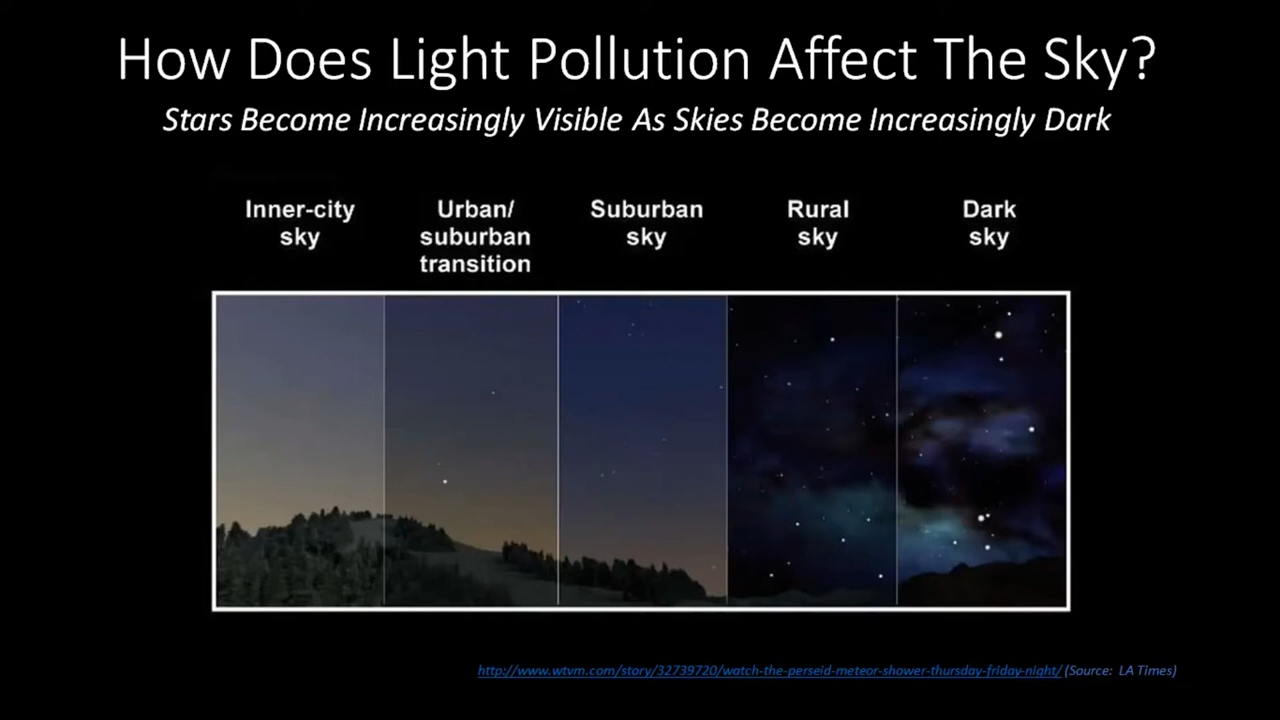 How Does Light Pollution Affect The Sky?
Stars Become Increasingly Visible As Skies Become Increasingly Dark
Inner-city
sky
Urban/
suburban
transition
Suburban
sky
Rural
sky
Dark
sky
http://www.wtvm.com/story/32739720/watch-the-perseid-meteor-shower-thursday-friday-night/ (Source: LA Times)